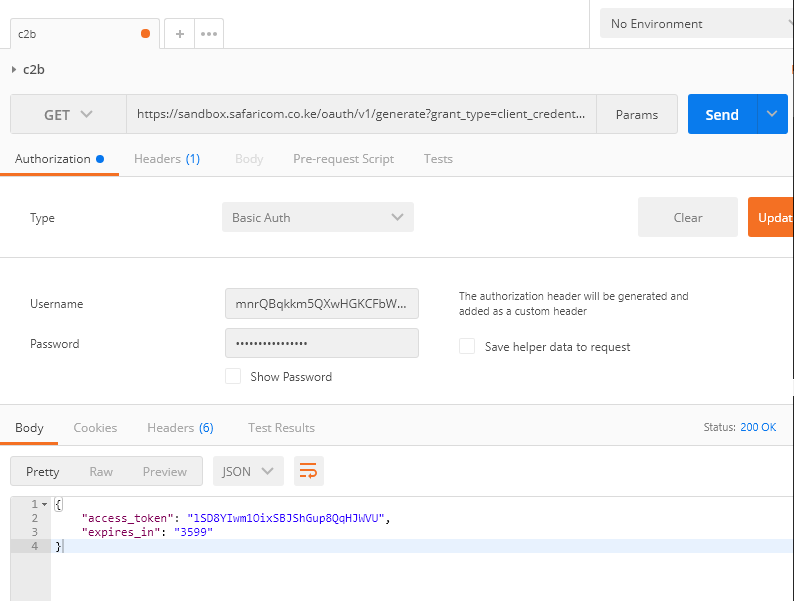 c2b
No Environment
c2b
GET https://sandbox.safaricom.co.ke/oauth/v1/generate?grant_type=client_credent... Params Send
Authorization Headers (1) Body Pre-request Script Tests
Type Basic Auth Clear Updat
Username mnrQBqkkm5QXwHGKCFbW... The authorization header will be generated and
added as a custom header
Password •••••••••••••••• Save helper data to request
Show Password
Body Cookies Headers (6) Test Results Status: 200 OK
Pretty Raw Preview JSON
1 {
2 "access_token": "lSD8YIwm1OixSBJShGup8QqHJWVU",
3 "expires_in": "3599"
4 }